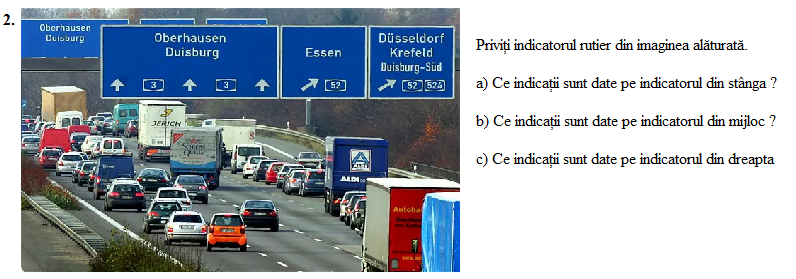 2.
Oberhausen
Duisburg
Oberhausen
Duisburg
3
3
Essen
52
Düsseldorf
Krefeld
Duisburg-Süd
52 524
JERICH
ALDI
Priviți indicatorul rutier din imaginea alăturată.
a) Ce indicații sunt date pe indicatorul din stânga ?
b) Ce indicații sunt date pe indicatorul din mijloc ?
c) Ce indicații sunt date pe indicatorul din dreapta